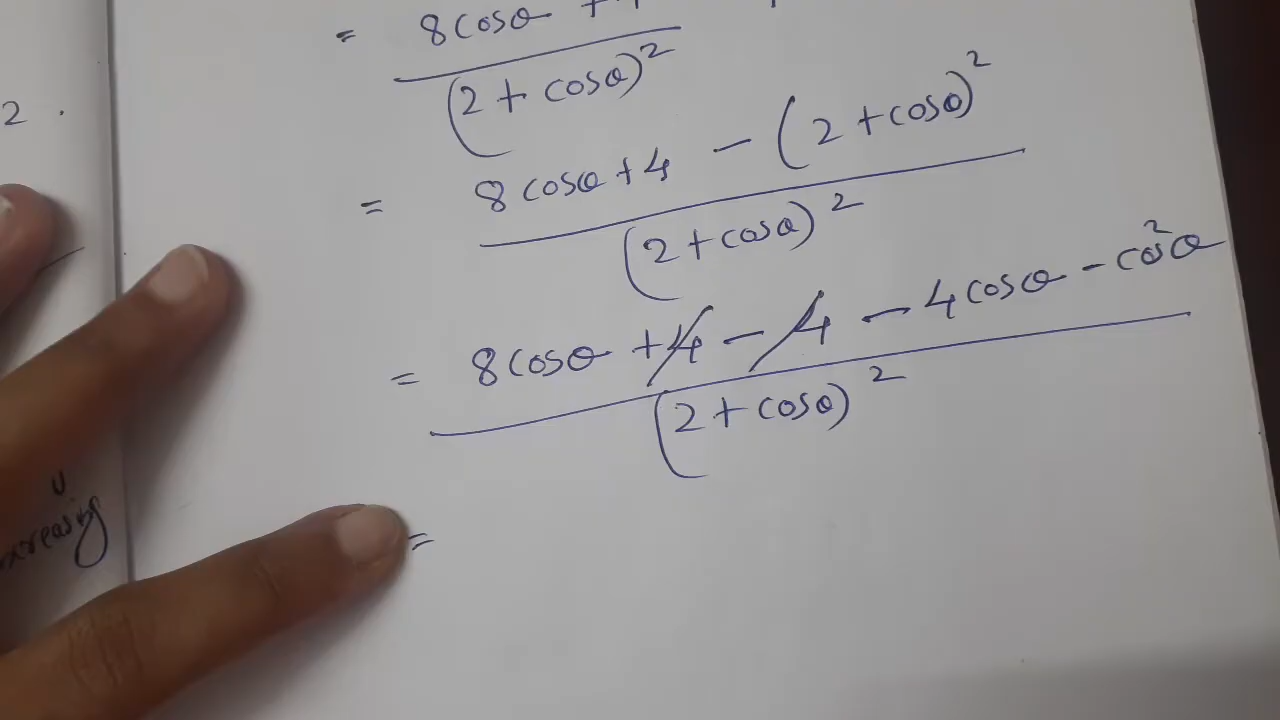 = 8cosθ +
(2 + cosθ)²
2.
= 8cosθ + 4 − (2 + cosθ)²
(2 + cosθ)²
= 8cosθ + 4 − 4 − 4cosθ − cos²θ
(2 + cosθ)²
=